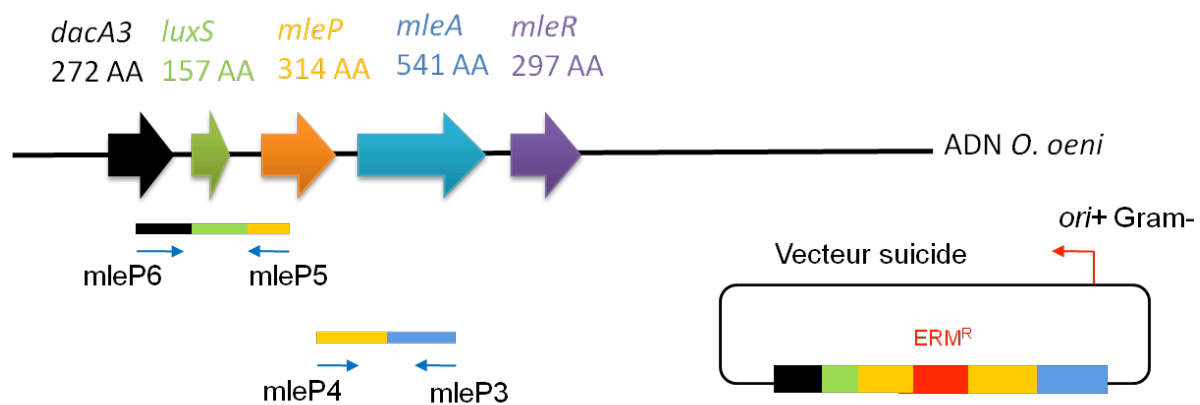 dacA3 luxS mleP mleA mleR
272 AA 157 AA 314 AA 541 AA 297 AA
ADN O. oeni
ori+ Gram-
mleP6 mleP5
Vecteur suicide
ERMᴿ
mleP4 mleP3